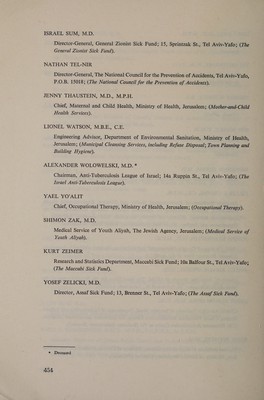 ISRAEL SUM, M.D.
Director-General, General Zionist Sick Fund; 15, Sprintzak St., Tel Aviv-Yafo; (The
General Zionist Sick Fund).
NATHAN TEL-NIR
Director-General, The National Council for the Prevention of Accidents, Tel Aviv-Yafo,
P.O.B. 15018; (The National Council for the Prevention of Accidents).
JENNY THAUSTEIN, M.D., M.P.H.
Chief, Maternal and Child Health, Ministry of Health, Jerusalem; (Mother-and-Child
Health Services).
LIONEL WATSON, M.B.E., C.E.
Engineering Advisor, Department of Environmental Sanitation, Ministry of Health,
Jerusalem; (Municipal Cleansing Services, including Refuse Disposal; Town Planning and
Building Hygiene).
ALEXANDER WOLOWELSKI, M.D. *
Chairman, Anti-Tuberculosis League of Israel; 14a Ruppin St., Tel Aviv-Yafo; (The
Israel Anti-Tuberculosis League).
YAEL YO'ALIT
Chief, Occupational Therapy, Ministry of Health, Jerusalem; (Occupational Therapy).
SHIMON ZAK, M.D.
Medical Service of Youth Aliyah, The Jewish Agency, Jerusalem; (Medical Service of
Youth Aliyah).
KURT ZEIMER
Research and Statistics Department, Maccabi Sick Fund; 10a Balfour St., Tel Aviv-Yafo;
(The Maccabi Sick Fund).
YOSEF ZELICKI, M.D.
Director, Assaf Sick Fund; 13, Brenner St., Tel Aviv-Yafo; (The Assaf Sick Fund).
* Deceased
454